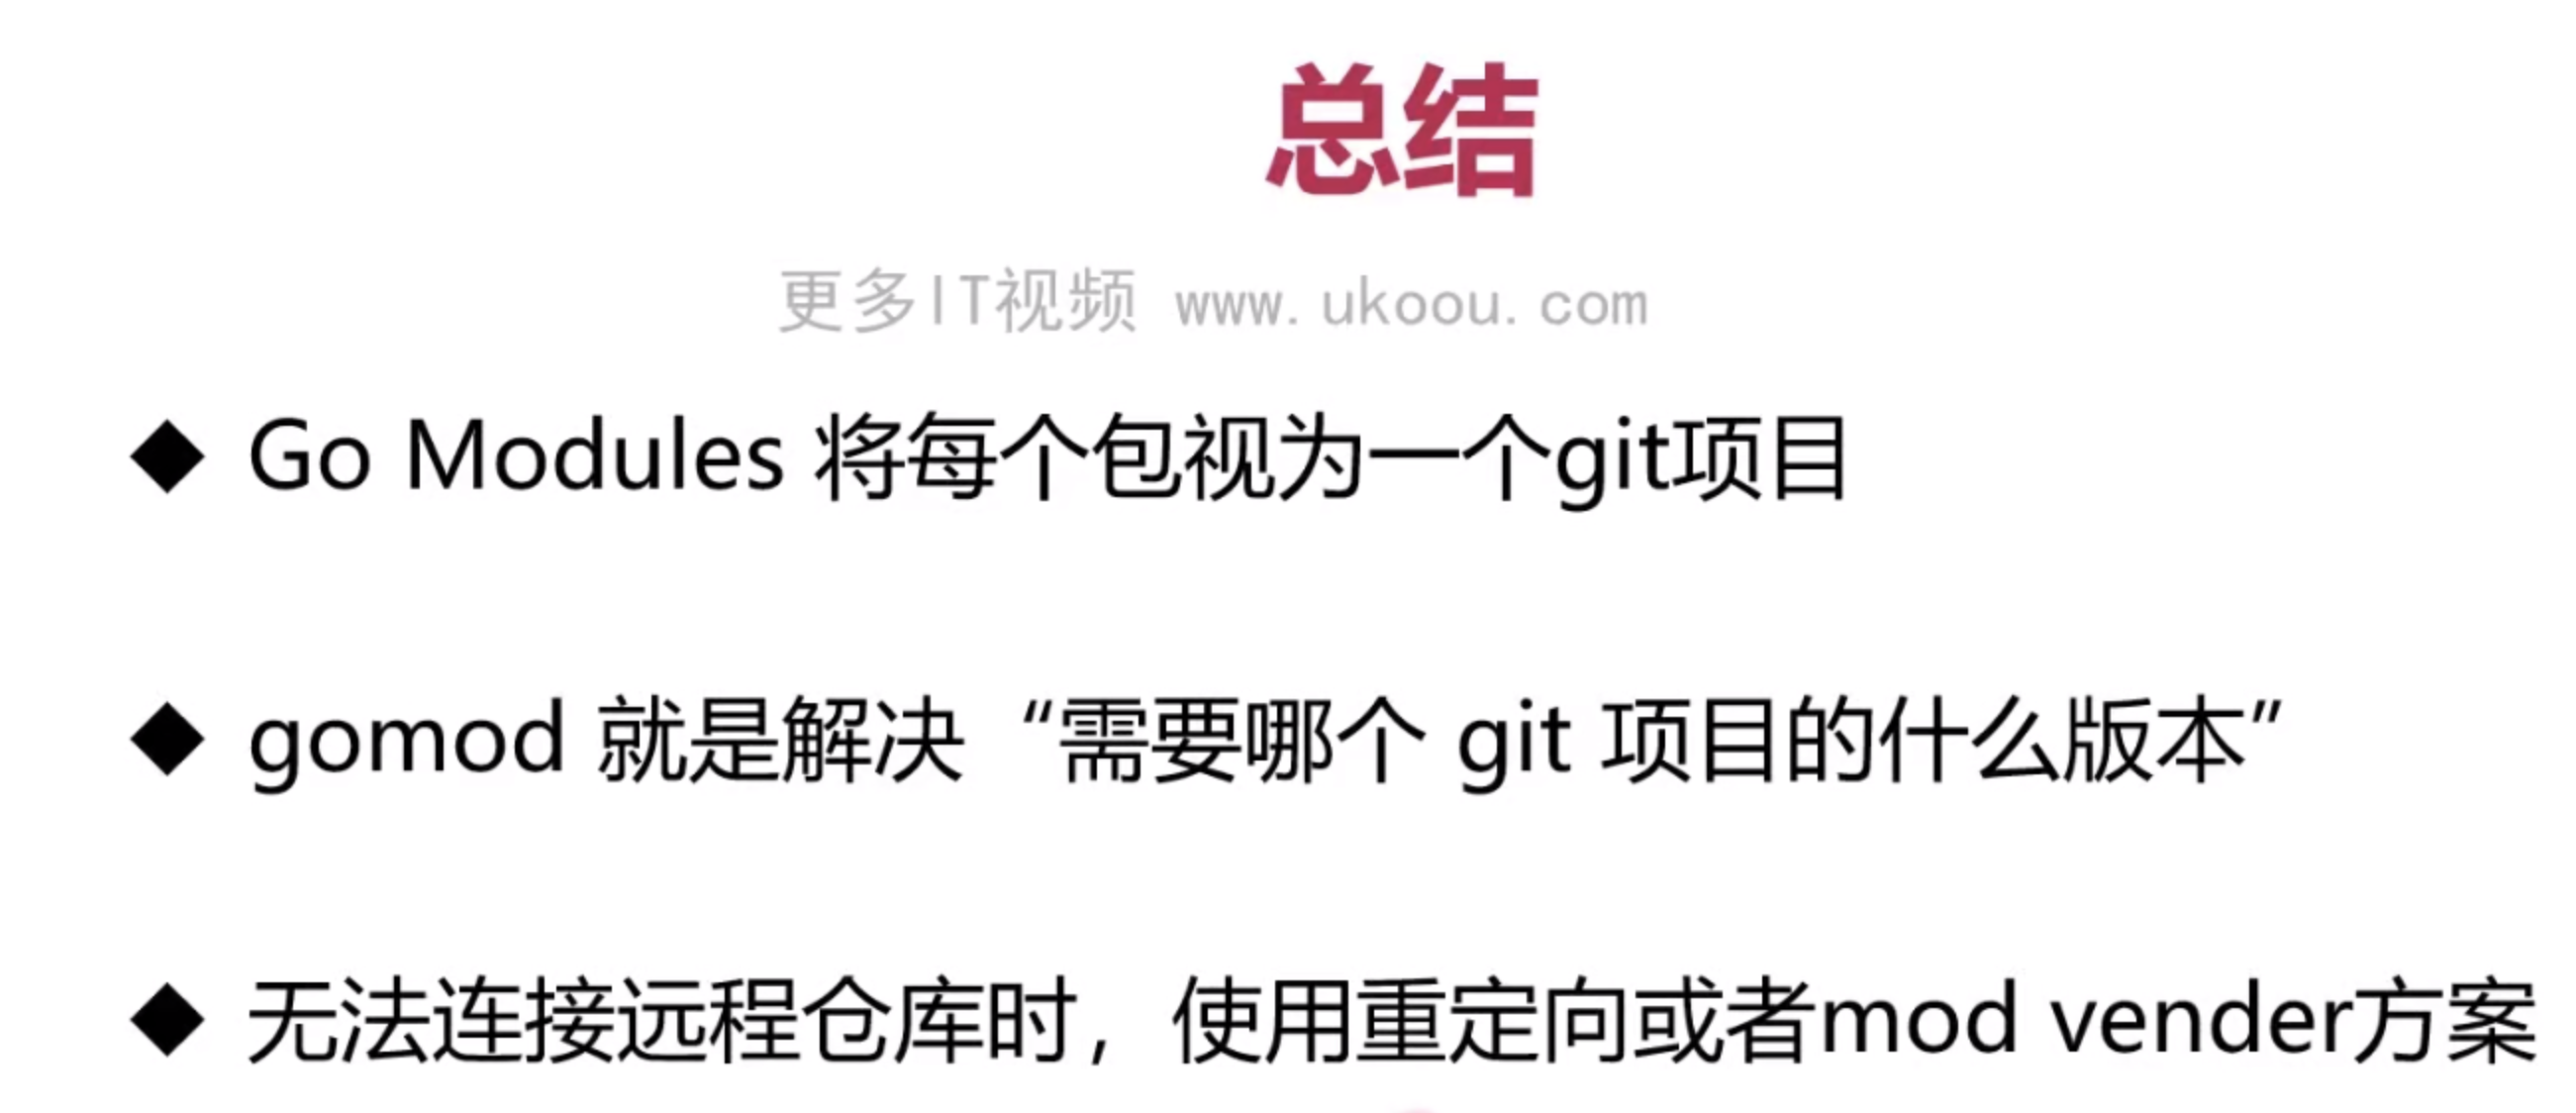 总结
更多IT视频 www.ukoou.com
◆ Go Modules 将每个包视为一个git项目
◆ gomod 就是解决“需要哪个 git 项目的什么版本”
◆ 无法连接远程仓库时，使用重定向或者mod vender方案